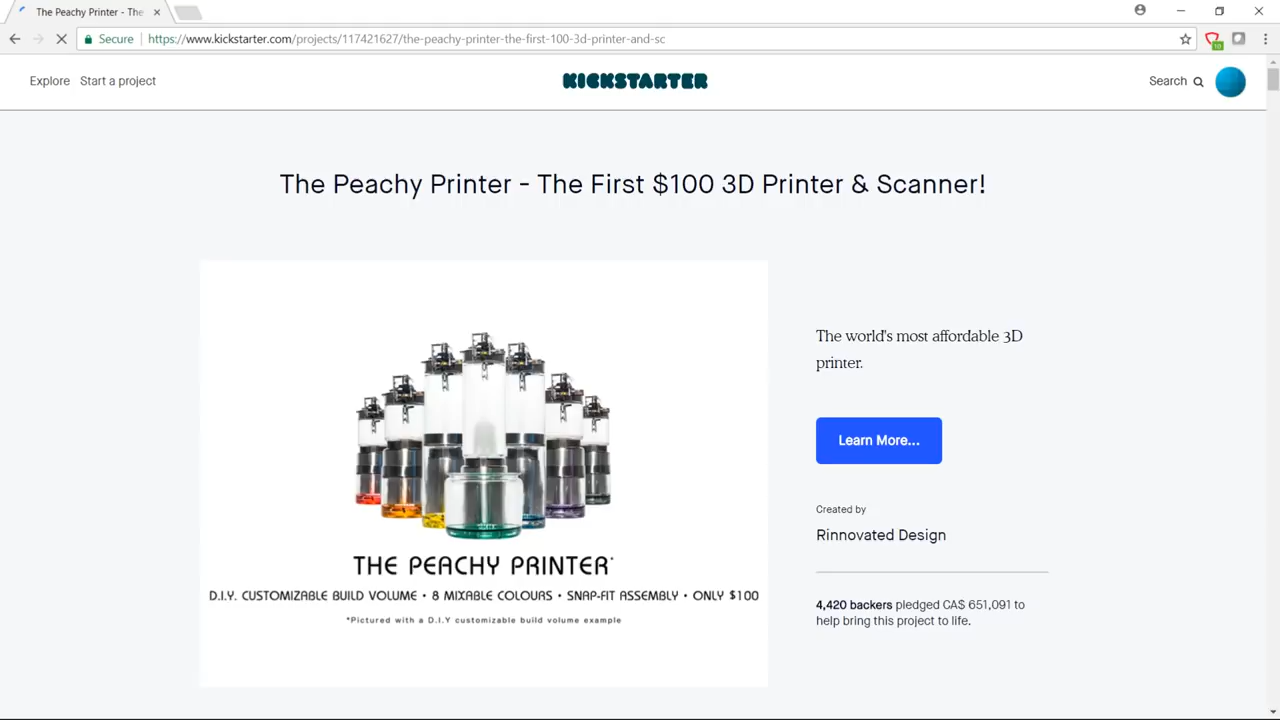 The Peachy Printer - The
Secure https://www.kickstarter.com/projects/117421627/the-peachy-printer-the-first-100-3d-printer-and-sc
10
Explore Start a project KICKSTARTER Search
The Peachy Printer - The First $100 3D Printer & Scanner!
The world's most affordable 3D
printer.
Learn More...
Created by
Rinnovated Design
4,420 backers pledged CA$ 651,091 to
help bring this project to life.
THE PEACHY PRINTER*
D.I.Y. CUSTOMIZABLE BUILD VOLUME • 8 MIXABLE COLOURS • SNAP-FIT ASSEMBLY • ONLY $100
*Pictured with a D.I.Y customizable build volume example